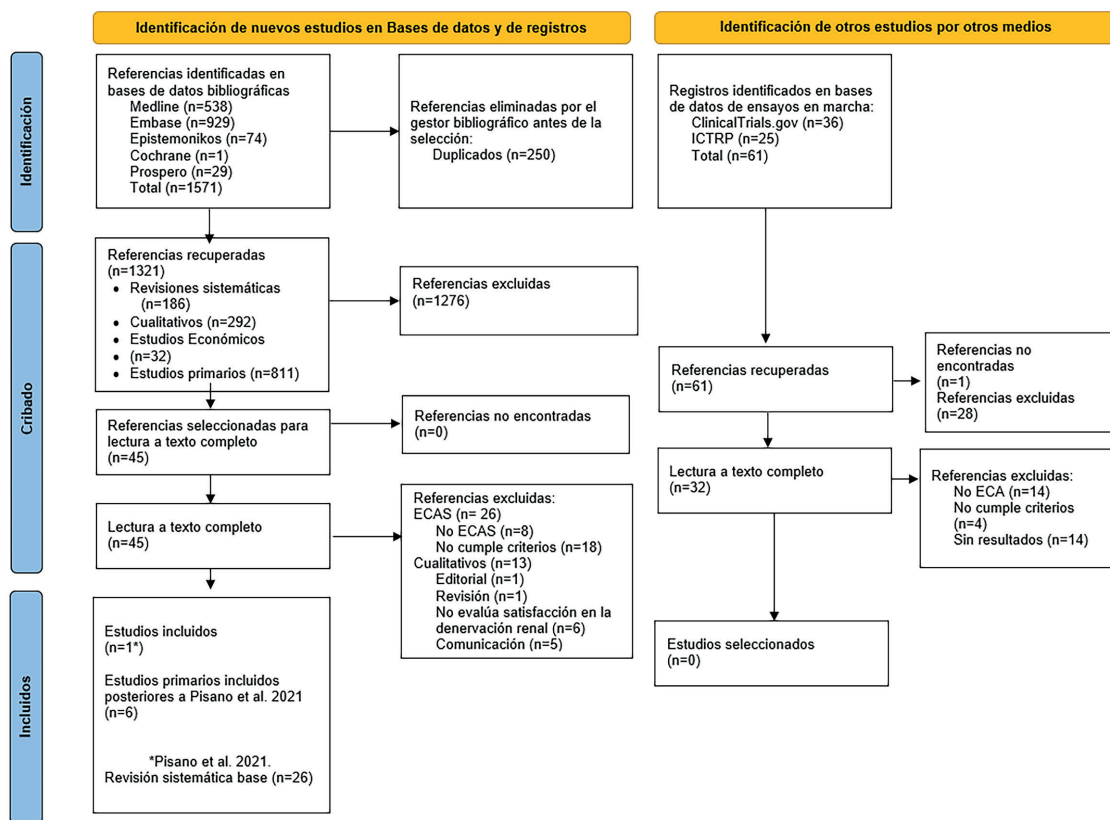 Identificación de nuevos estudios en Bases de datos y de registros
Identificación de otros estudios por otros medios
Identificación
Referencias identificadas en
bases de datos bibliográficas
Medline (n=538)
Embase (n=929)
Epistemonikos (n=74)
Cochrane (n=1)
Prospero (n=29)
Total (n=1571)
Referencias eliminadas por el
gestor bibliográfico antes de la
selección:
Duplicados (n=250)
Registros identificados en bases
de datos de ensayos en marcha:
ClinicalTrials.gov (n=36)
ICTRP (n=25)
Total (n=61)
Cribado
Referencias recuperadas
(n=1321)
• Revisiones sistemáticas
(n=186)
• Cualitativos (n=292)
• Estudios Económicos
• (n=32)
• Estudios primarios (n=811)
Referencias excluidas
(n=1276)
Referencias recuperadas
(n=61)
Referencias no
encontradas
(n=1)
Referencias excluidas
(n=28)
Referencias seleccionadas para
lectura a texto completo
(n=45)
Referencias no encontradas
(n=0)
Lectura a texto completo
(n=32)
Referencias excluidas:
No ECA (n=14)
No cumple criterios
(n=4)
Sin resultados (n=14)
Lectura a texto completo
(n=45)
Referencias excluidas:
ECAS (n= 26)
No ECAS (n=8)
No cumple criterios (n=18)
Cualitativos (n=13)
Editorial (n=1)
Revisión (n=1)
No evalúa satisfacción en la
denervación renal (n=6)
Comunicación (n=5)
Incluidos
Estudios incluidos
(n=1*)
Estudios primarios incluidos
posteriores a Pisano et al. 2021
(n=6)
*Pisano et al. 2021.
Revisión sistemática base (n=26)
Estudios seleccionados
(n=0)